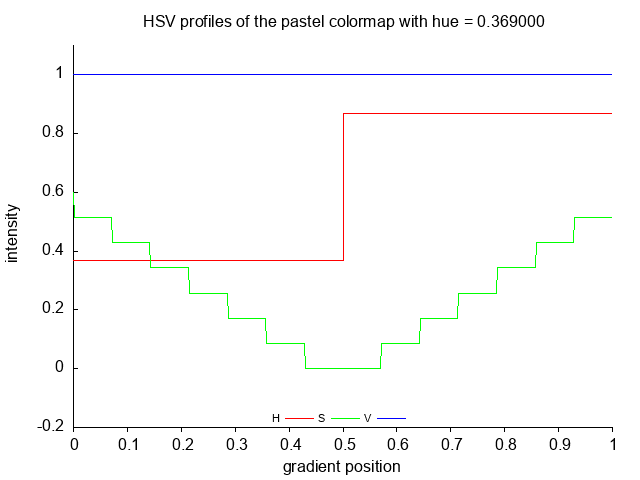 HSV profiles of the pastel colormap with hue = 0.369000
1
0.8
0.6
0.4
0.2
0
-0.2
intensity
H S V
0 0.1 0.2 0.3 0.4 0.5 0.6 0.7 0.8 0.9 1
gradient position